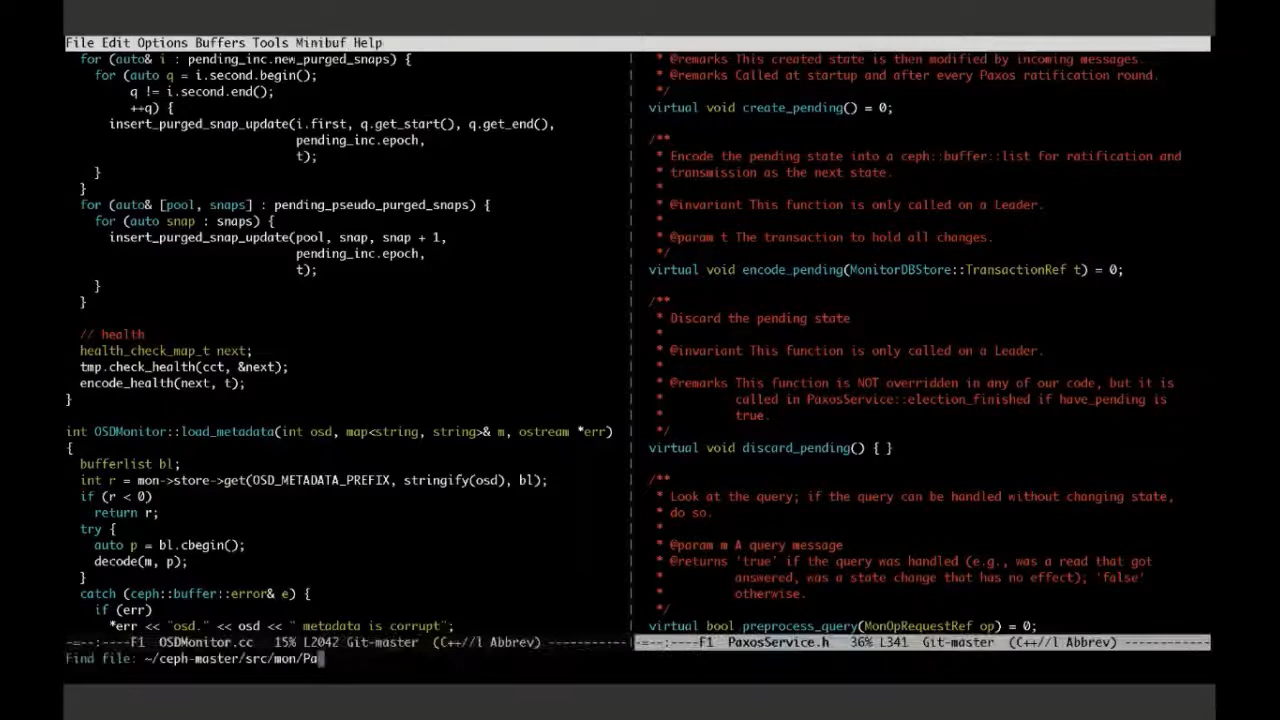 File Edit Options Buffers Tools Minibuf Help
for (auto& i : pending_inc.new_purged_snaps) {
for (auto q = i.second.begin();
q != i.second.end();
++q) {
insert_purged_snap_update(i.first, q.get_start(), q.get_end(),
pending_inc.epoch,
t);
}
}
for (auto& [pool, snaps] : pending_pseudo_purged_snaps) {
for (auto snap : snaps) {
insert_purged_snap_update(pool, snap, snap + 1,
pending_inc.epoch,
t);
}
}
// health
health_check_map_t next;
tmp.check_health(cct, &next);
encode_health(next, t);
}
int OSDMonitor::load_metadata(int osd, map<string, string>& m, ostream *err)
{
bufferlist bl;
int r = mon->store->get(OSD_METADATA_PREFIX, stringify(osd), bl);
if (r < 0)
return r;
try {
auto p = bl.cbegin();
decode(m, p);
}
catch (ceph::buffer::error& e) {
if (err)
*err << "osd." << osd << " metadata is corrupt";
-=--:----F1  OSDMonitor.cc   15% L2042 Git-master  (C++//l Abbrev)----------
* @remarks This created state is then modified by incoming messages.
* @remarks Called at startup and after every Paxos ratification round.
*/
virtual void create_pending() = 0;
/**
* Encode the pending state into a ceph::buffer::list for ratification and
* transmission as the next state.
*
* @invariant This function is only called on a Leader.
*
* @param t The transaction to hold all changes.
*/
virtual void encode_pending(MonitorDBStore::TransactionRef t) = 0;
/**
* Discard the pending state
*
* @invariant This function is only called on a Leader.
*
* @remarks This function is NOT overridden in any of our code, but it is
* called in PaxosService::election_finished if have_pending is
* true.
*/
virtual void discard_pending() { }
/**
* Look at the query; if the query can be handled without changing state,
* do so.
*
* @param m A query message
* @returns 'true' if the query was handled (e.g., was a read that got
* answered, was a state change that has no effect); 'false'
* otherwise.
*/
virtual bool preprocess_query(MonOpRequestRef op) = 0;
-=--:----F1  PaxosService.h   36% L341  Git-master  (C++//l Abbrev)----------
Find file: ~/ceph-master/src/mon/Pa